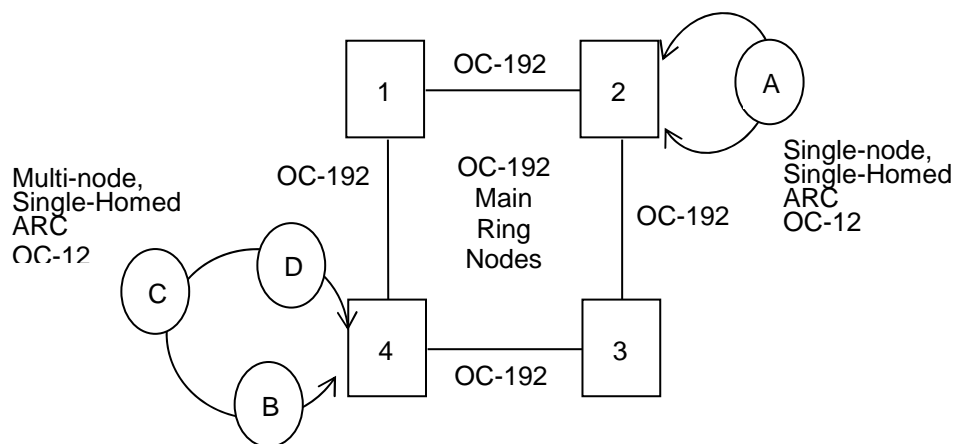 OC-192
1
2
A
Multi-node,
Single-Homed
ARC
OC-12
OC-192
OC-192
Main
Ring
Nodes
OC-192
Single-node,
Single-Homed
ARC
OC-12
C
D
B
4
3
OC-192